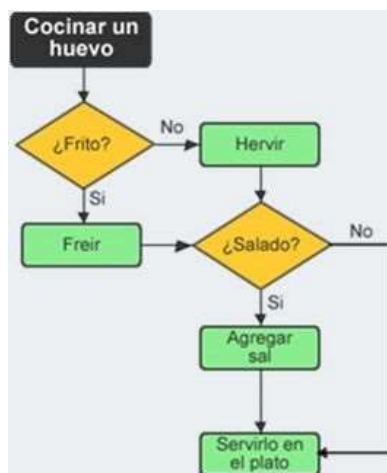 Cocinar un
huevo
¿Frito?
No
Hervir
Si
Freir
¿Salado?
No
Si
Agregar
sal
Servirlo en
el plato